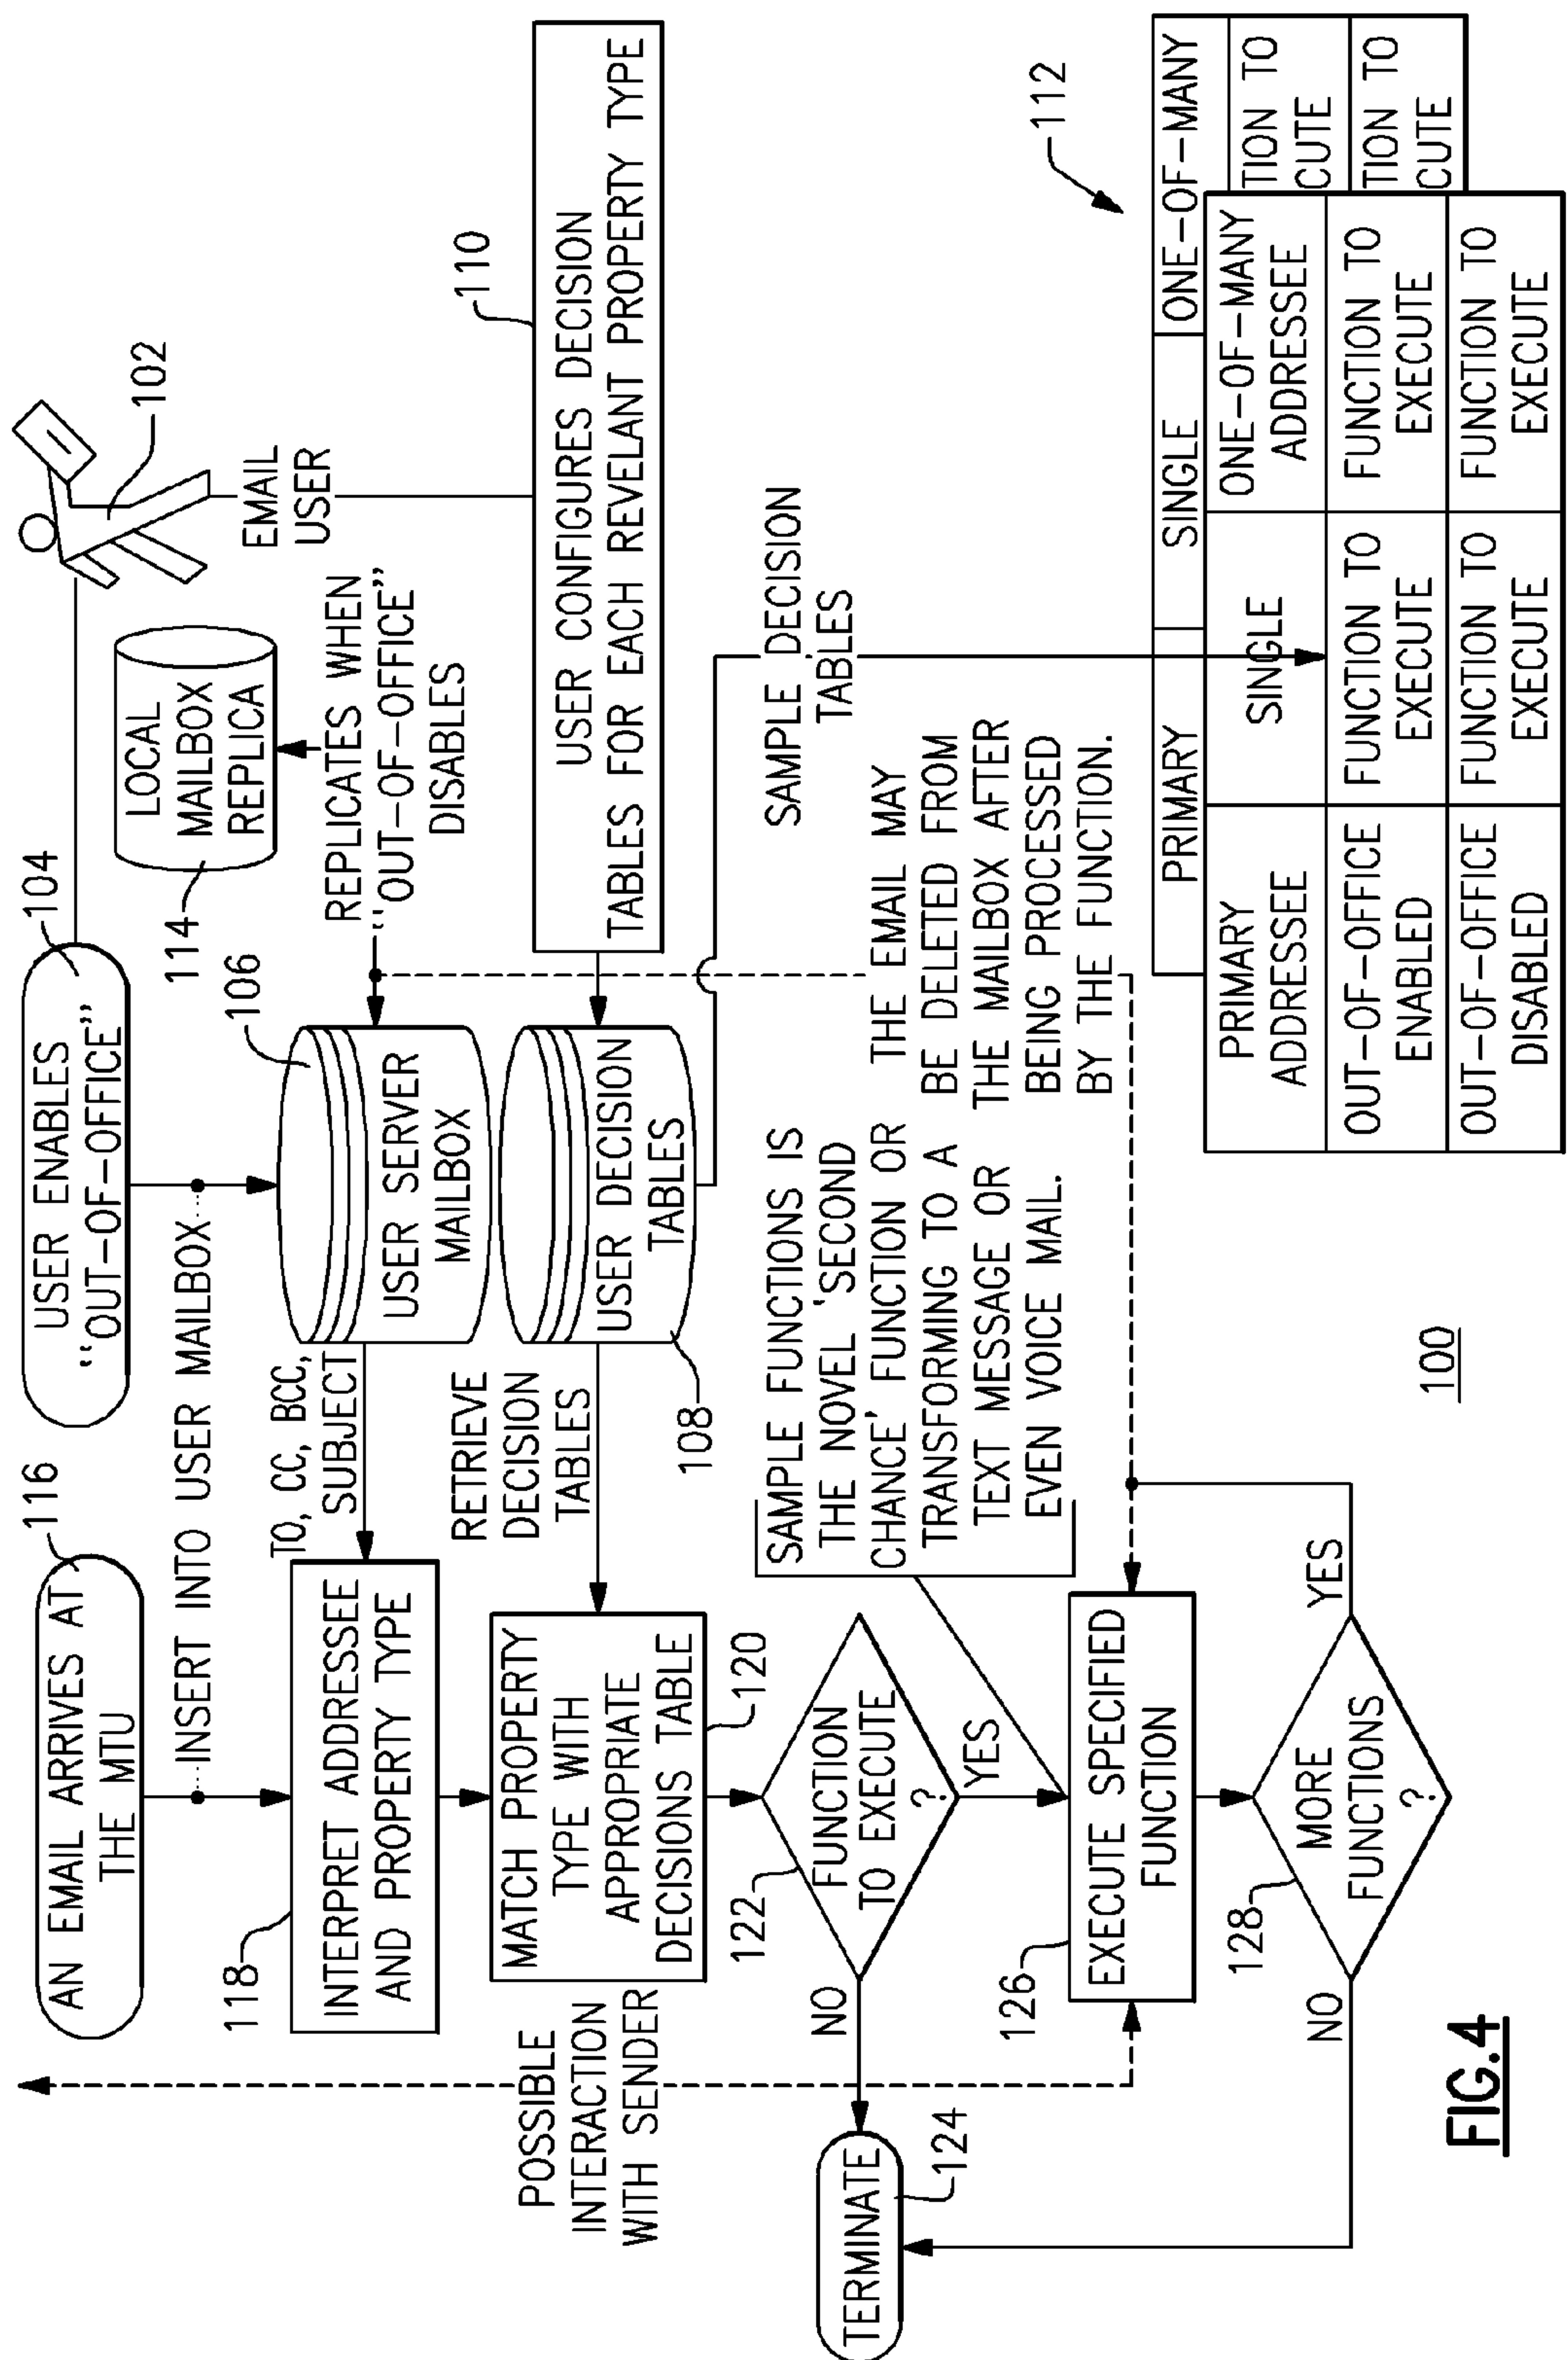 AN EMAIL ARRIVES AT
THE MTU
116
USER ENABLES
"OUT-OF-OFFICE"
104
102
EMAIL
USER
LOCAL
MAILBOX
REPLICA
114
REPLICATES WHEN
"OUT-OF-OFFICE"
DISABLES
INSERT INTO USER MAILBOX
106
USER SERVER
MAILBOX
TO, CC, BCC,
SUBJECT
118
INTERPRET ADDRESSEE
AND PROPERTY TYPE
110
USER CONFIGURES DECISION
TABLES FOR EACH REVELANT PROPERTY TYPE
USER DECISION
TABLES
108
RETRIEVE
DECISION
TABLES
MATCH PROPERTY
TYPE WITH
APPROPRIATE
DECISIONS TABLE
120
POSSIBLE
INTERACTION
WITH SENDER
122
FUNCTION
TO EXECUTE
?
NO
YES
TERMINATE
124
SAMPLE FUNCTIONS IS
THE NOVEL 'SECOND
CHANCE' FUNCTION OR
TRANSFORMING TO A
TEXT MESSAGE OR
EVEN VOICE MAIL.
THE EMAIL MAY
BE DELETED FROM
THE MAILBOX AFTER
BEING PROCESSED
BY THE FUNCTION.
SAMPLE DECISION
TABLES
126
EXECUTE SPECIFIED
FUNCTION
128
MORE
FUNCTIONS
?
NO
YES
112
PRIMARY
SINGLE
ONE-OF-MANY
TION TO
CUTE
TION TO
CUTE
PRIMARY
ADDRESSEE
SINGLE
ONE-OF-MANY
ADDRESSEE
OUT-OF-OFFICE
ENABLED
FUNCTION TO
EXECUTE
FUNCTION TO
EXECUTE
OUT-OF-OFFICE
DISABLED
FUNCTION TO
EXECUTE
FUNCTION TO
EXECUTE
100
FIG.4